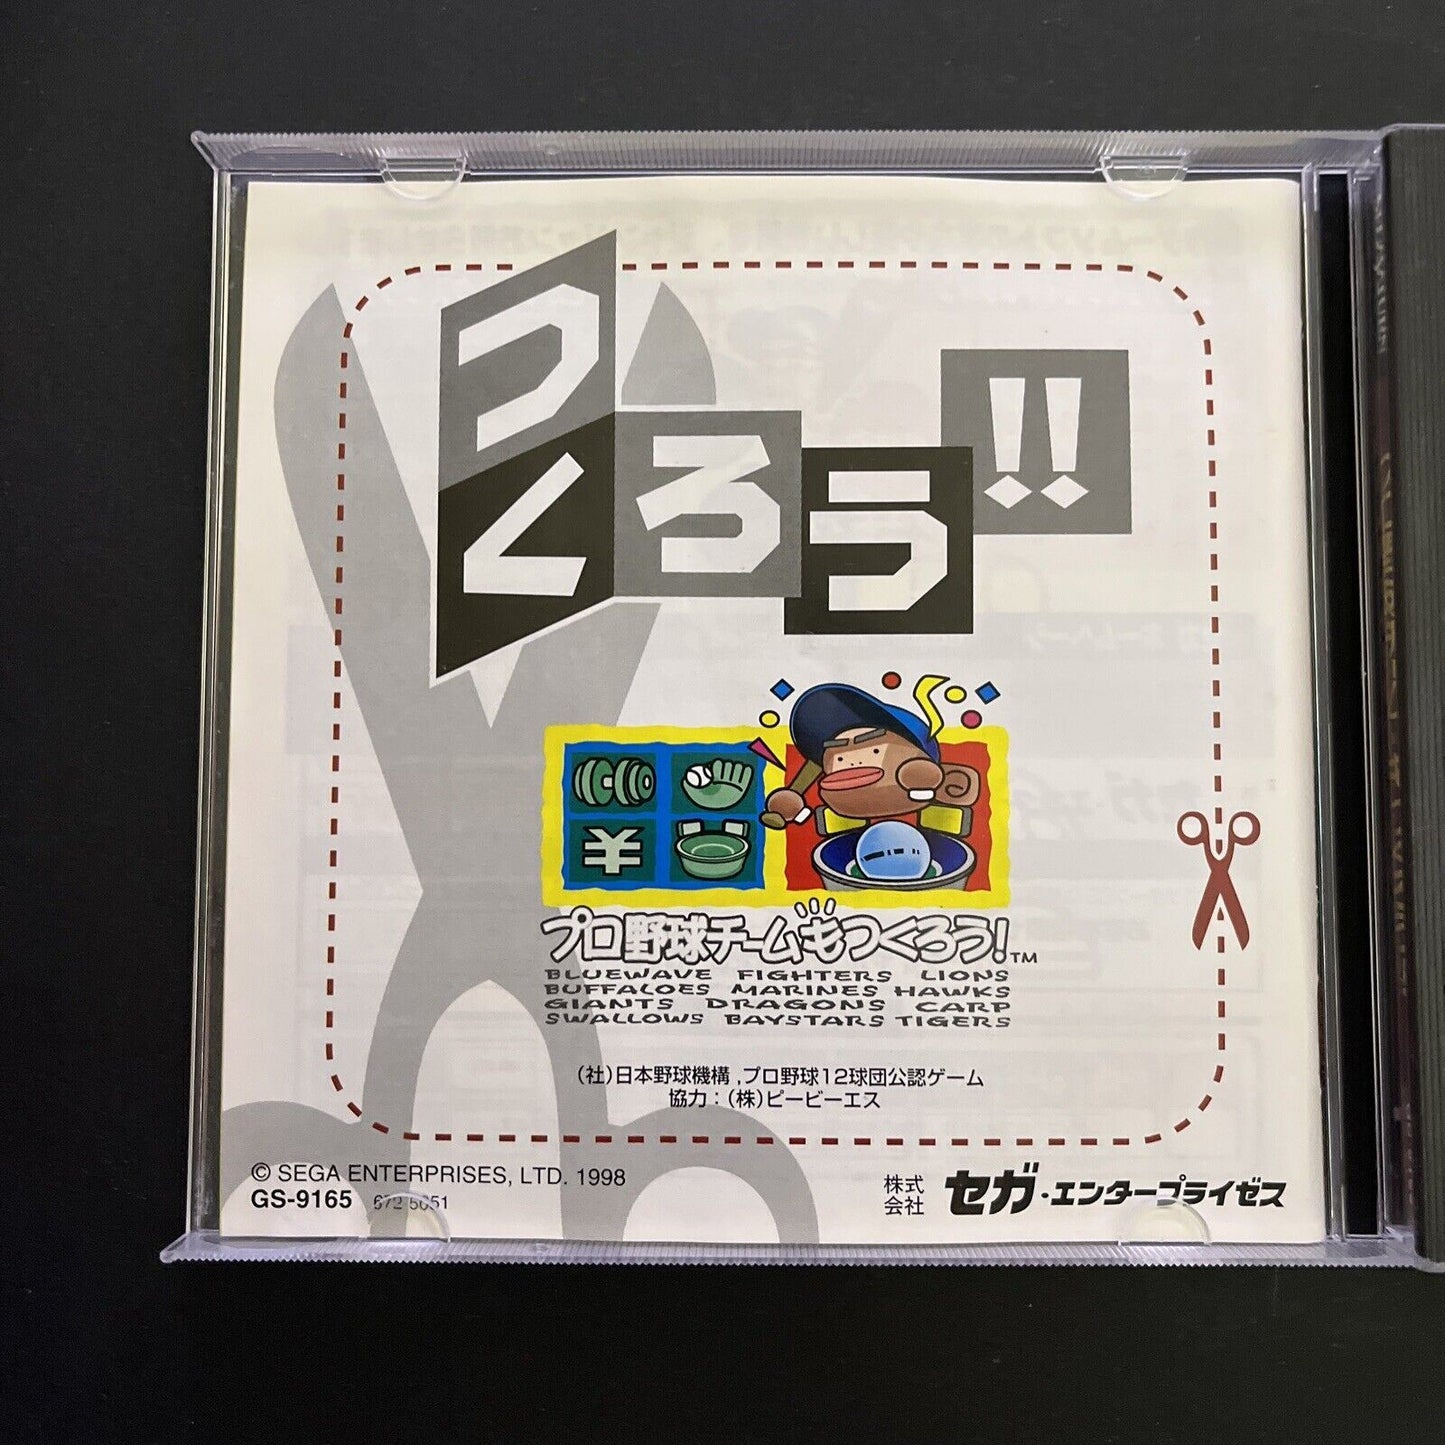 つくろう!!
¥
プロ野球チームもつくろう!™
BLUEWAVE FIGHTERS LIONS
BUFFALOES MARINES HAWKS
GIANTS DRAGONS CARP
SWALLOWS BAYSTARS TIGERS
(社)日本野球機構,プロ野球12球団公認ゲーム
協力:(株)ピービーエス
© SEGA ENTERPRISES, LTD. 1998
GS-9165 672-5651
株式会社 セガ・エンタープライゼス